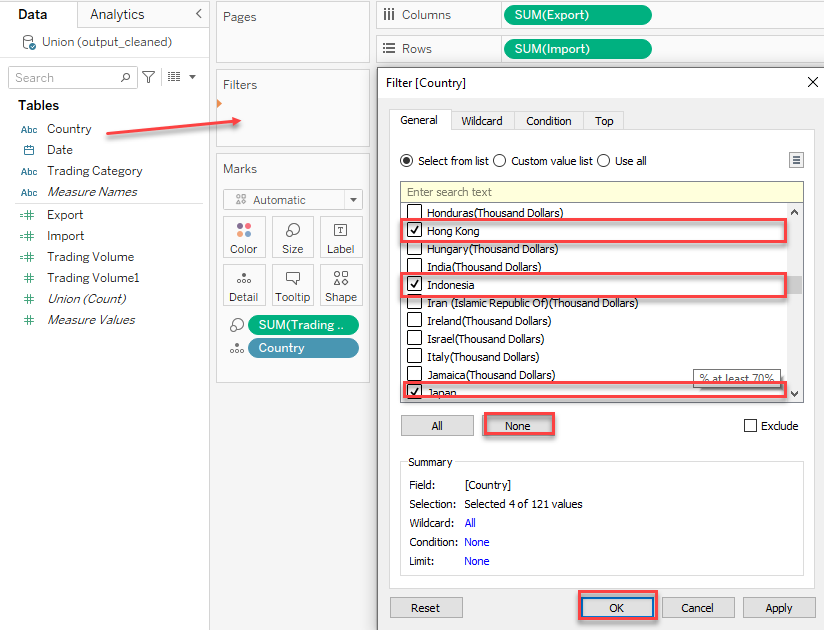 Data
Analytics
Union (output_cleaned)
Search
Tables
Abc Country
Date
Abc Trading Category
Abc Measure Names
Export
Import
Trading Volume
Trading Volume1
Union (Count)
Measure Values
Pages
Filters
Marks
Automatic
Color
Size
Label
Detail
Tooltip
Shape
SUM(Trading ..
Country
Columns
SUM(Export)
Rows
SUM(Import)
Filter [Country]
General
Wildcard
Condition
Top
Select from list
Custom value list
Use all
Enter search text
Honduras(Thousand Dollars)
Hong Kong
Hungary(Thousand Dollars)
India(Thousand Dollars)
Indonesia
Iran (Islamic Republic Of)(Thousand Dollars)
Ireland(Thousand Dollars)
Israel(Thousand Dollars)
Italy(Thousand Dollars)
Jamaica(Thousand Dollars)
% at least 70%
Japan
All
None
Exclude
Summary
Field: [Country]
Selection: Selected 4 of 121 values
Wildcard: All
Condition: None
Limit: None
Reset
OK
Cancel
Apply